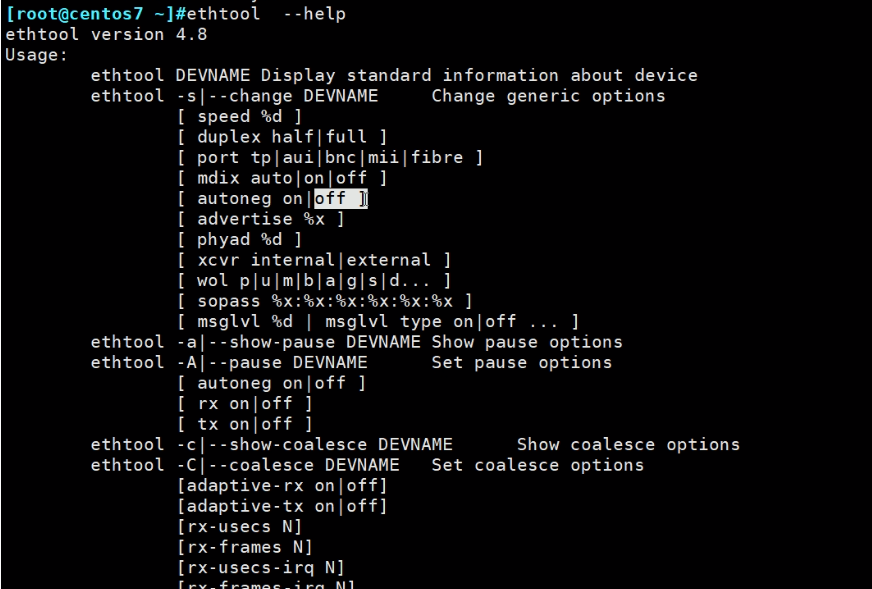 [root@centos7 ~]#ethtool  --help
ethtool version 4.8
Usage:
        ethtool DEVNAME Display standard information about device
        ethtool -s|--change DEVNAME     Change generic options
                [ speed %d ]
                [ duplex half|full ]
                [ port tp|aui|bnc|mii|fibre ]
                [ mdix auto|on|off ]
                [ autoneg on|off ]
                [ advertise %x ]
                [ phyad %d ]
                [ xcvr internal|external ]
                [ wol p|u|m|b|a|g|s|d... ]
                [ sopass %x:%x:%x:%x:%x:%x ]
                [ msglvl %d | msglvl type on|off ... ]
        ethtool -a|--show-pause DEVNAME Show pause options
        ethtool -A|--pause DEVNAME      Set pause options
                [ autoneg on|off ]
                [ rx on|off ]
                [ tx on|off ]
        ethtool -c|--show-coalesce DEVNAME      Show coalesce options
        ethtool -C|--coalesce DEVNAME   Set coalesce options
                [adaptive-rx on|off]
                [adaptive-tx on|off]
                [rx-usecs N]
                [rx-frames N]
                [rx-usecs-irq N]
                [rx-frames-irq N]